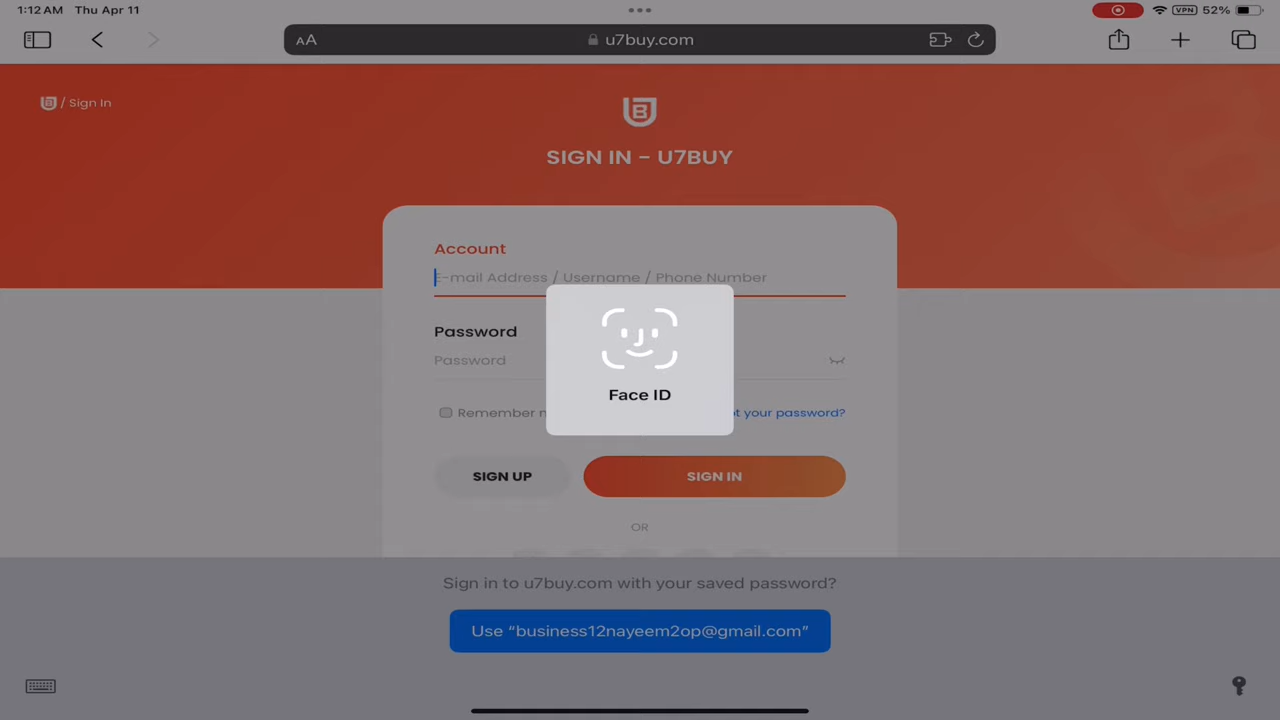 1:12 AM Thu Apr 11
VPN 52%
AA
u7buy.com
/ Sign In
SIGN IN – U7BUY
Account
E-mail Address / Username / Phone Number
Password
Password
Face ID
Remember
your password?
SIGN UP
SIGN IN
OR
Sign in to u7buy.com with your saved password?
Use “business12nayeem2op@gmail.com”